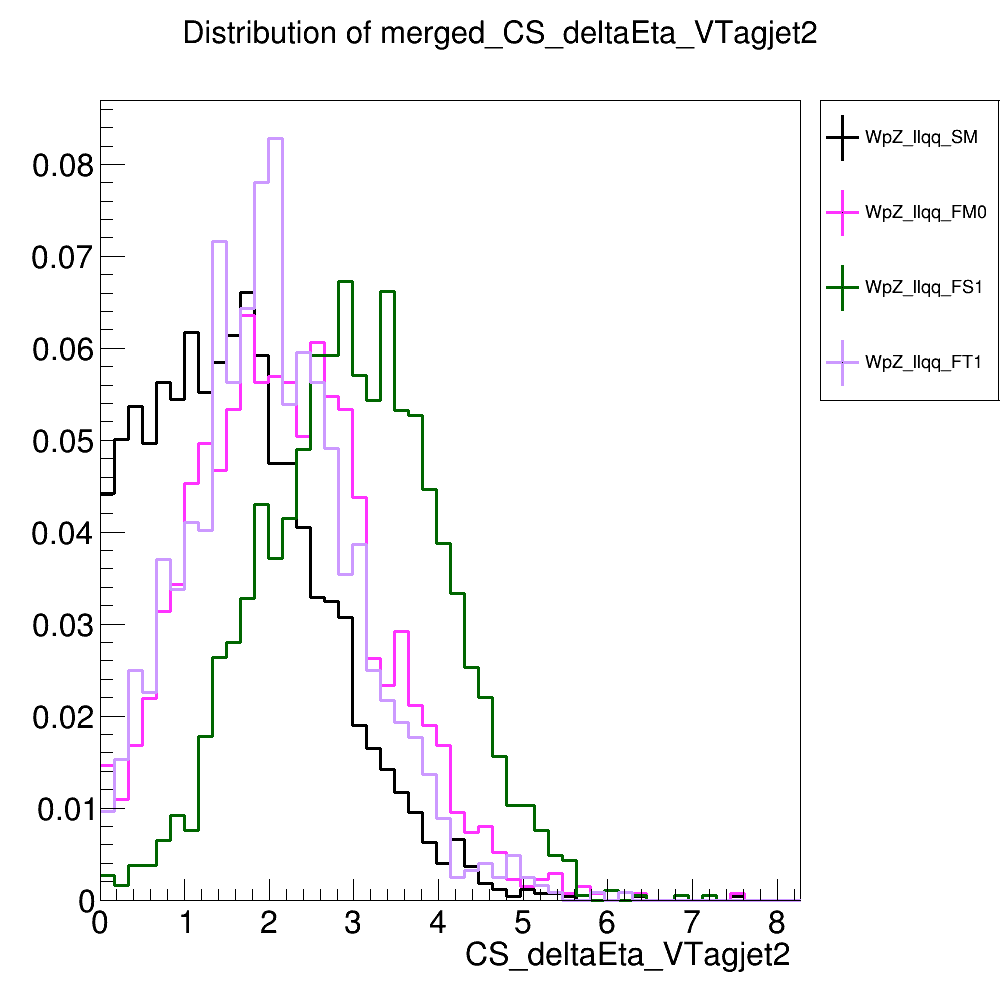 Distribution of merged_CS_deltaEta_VTagjet2
WpZ_llqq_SM
WpZ_llqq_FM0
WpZ_llqq_FS1
WpZ_llqq_FT1
0.08
0.07
0.06
0.05
0.04
0.03
0.02
0.01
0
0 1 2 3 4 5 6 7 8
CS_deltaEta_VTagjet2